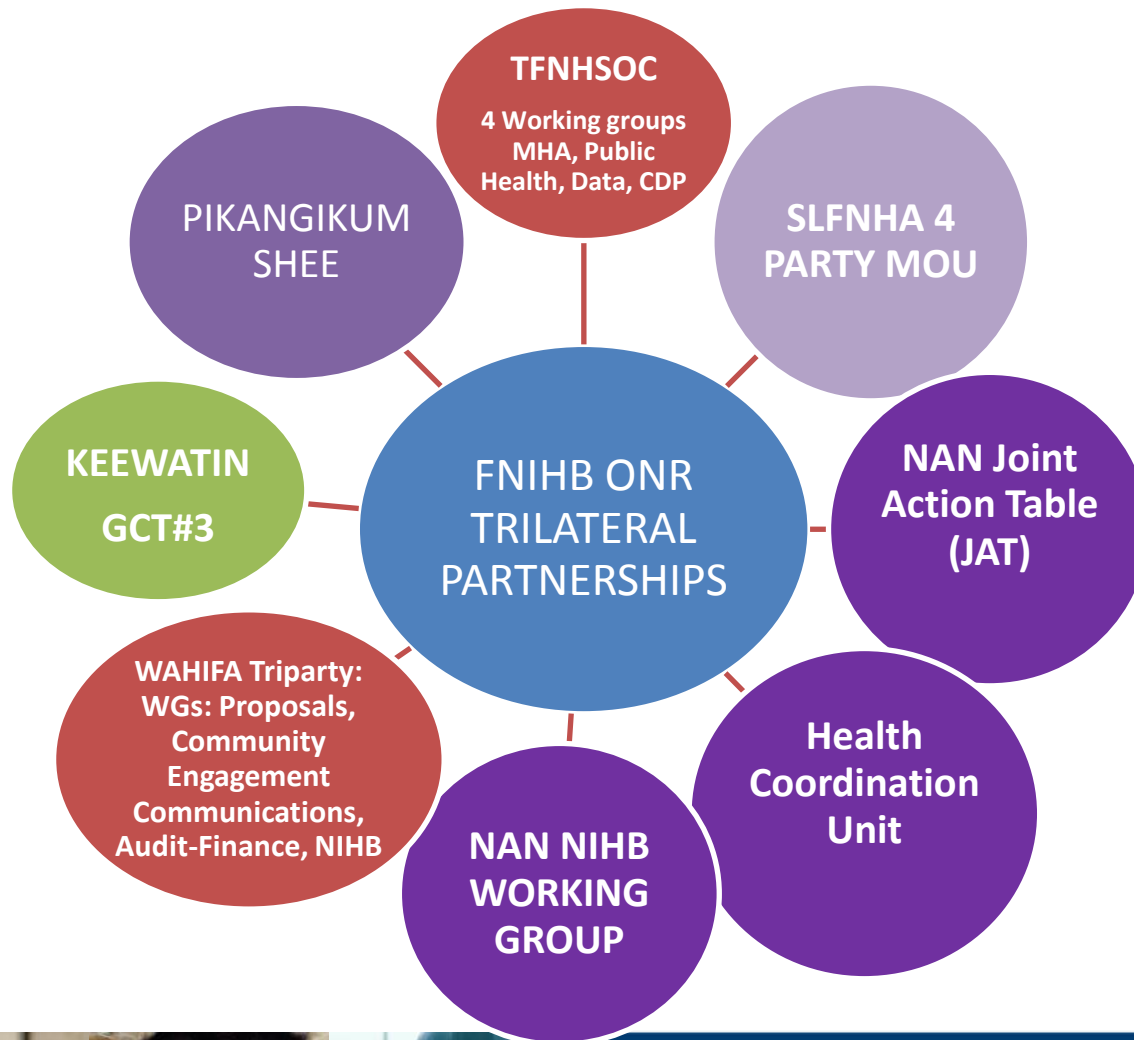 TFNHSOC
4 Working groups
MHA, Public
Health, Data, CDP
SLFNHA 4
PARTY MOU
NAN Joint
Action Table
(JAT)
Health
Coordination
Unit
NAN NIHB
WORKING
GROUP
WAHIFA Triparty:
WGs: Proposals,
Community
Engagement
Communications,
Audit-Finance, NIHB
KEEWATIN
GCT#3
PIKANGIKUM
SHEE
FNIHB ONR
TRILATERAL
PARTNERSHIPS